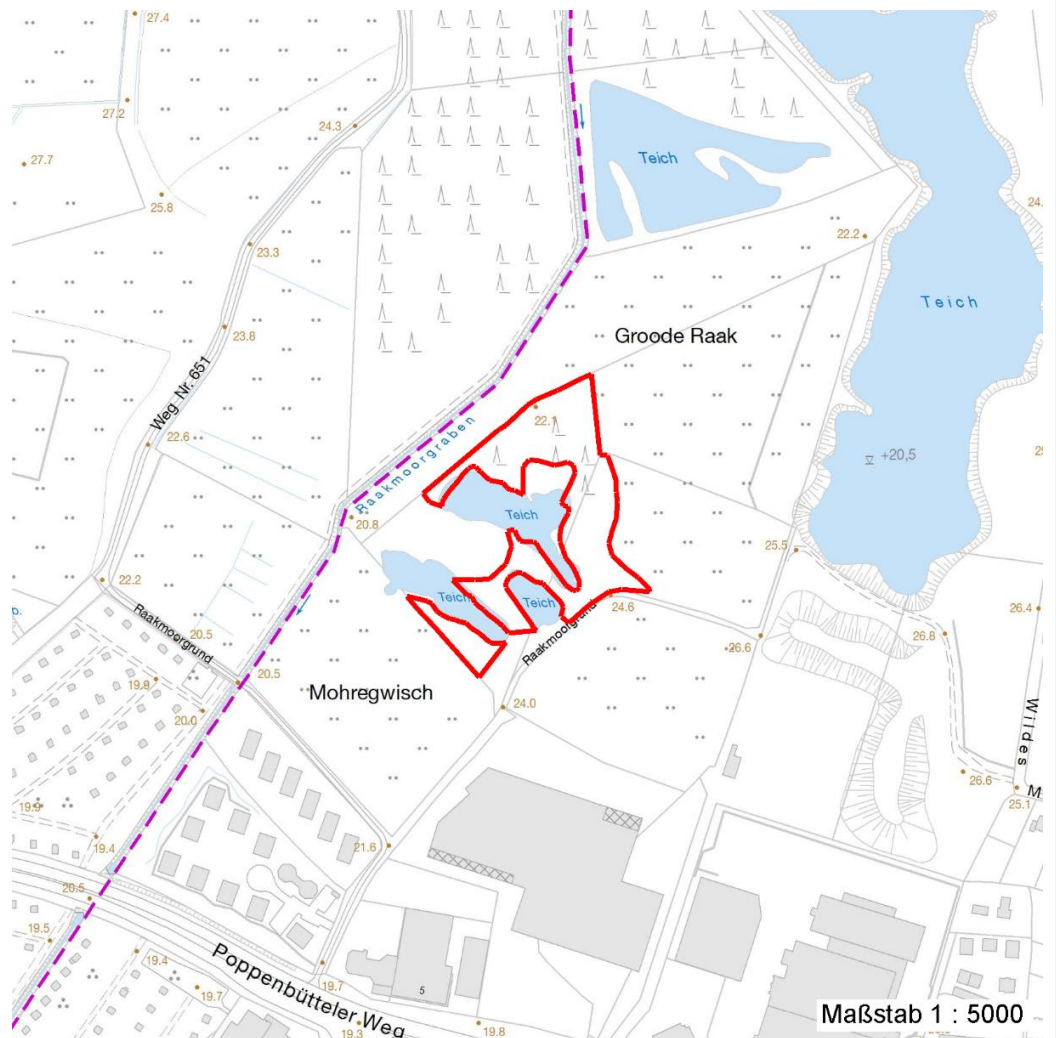 27.4
27.2
27.7
25.8
24.3
Teich
24.
23.3
22.2
Teich
23.8
Groode Raak
Weg Nr. 651
22.6
22.1
Raakmoorgraben
+20,5
20.8
Teich
25.5
22.2
p.
Teich
Teich
24.6
26.4
Raakmoorgrund
20.5
Raakmoorgrund
26.8
26.6
19.9
20.5
Mohregwisch
24.0
20.0
Wildes
26.6
25.1
M
19.9
19.4
21.6
20.5
19.5
19.4
Poppenbütteler Weg
19.7
19.7
5
19.3
19.8
Maßstab 1 : 5000